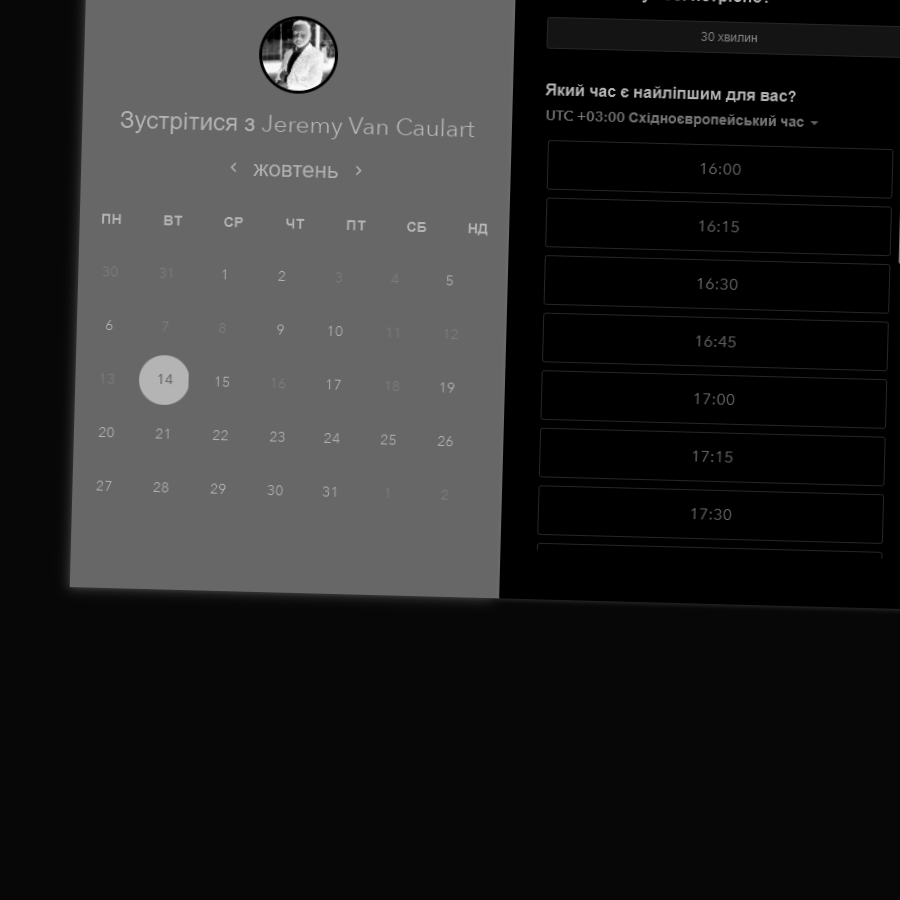 Зустрітися з Jeremy Van Caulart
жовтень
ПН ВТ СР ЧТ ПТ СБ НД
30 31 1 2 3 4 5
6 7 8 9 10 11 12
13 14 15 16 17 18 19
20 21 22 23 24 25 26
27 28 29 30 31 1 2
30 хвилин
Який час є найліпшим для вас?
UTC +03:00 Східноєвропейський час
16:00
16:15
16:30
16:45
17:00
17:15
17:30